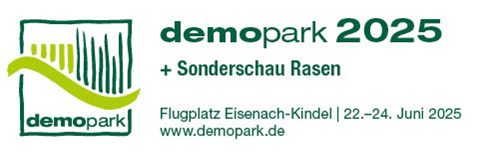 demopark 2025
+ Sonderschau Rasen
Flugplatz Eisenach-Kindel | 22.–24. Juni 2025
www.demopark.de
demopark